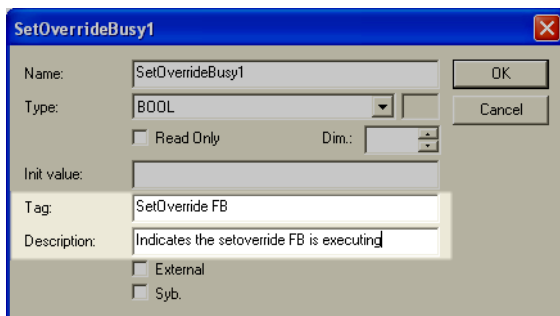 SetOverrideBusy1
Name: SetOverrideBusy1 OK
Type: BOOL Cancel
Read Only Dim.:
Init value:
Tag: SetOverride FB
Description: Indicates the setoverride FB is executing
External
Syb.